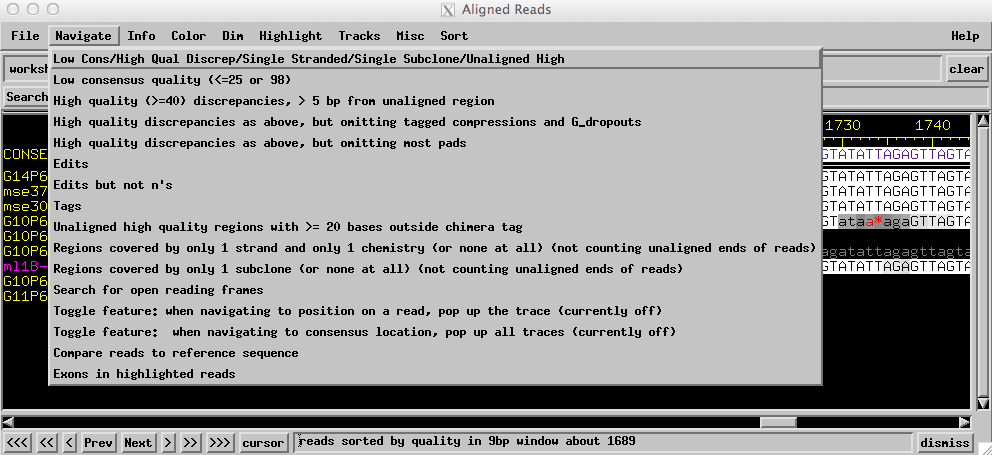 Aligned Reads
File Navigate Info Color Dim Highlight Tracks Misc Sort Help
works clear
Low Cons/High Qual Discrep/Single Stranded/Single Subclone/Unaligned High
Low consensus quality (<=25 or 98)
Search
High quality (>=40) discrepancies, > 5 bp from unaligned region
High quality discrepancies as above, but omitting tagged compressions and G_dropouts
High quality discrepancies as above, but omitting most pads
Edits
Edits but not n's
Tags
Unaligned high quality regions with >= 20 bases outside chimera tag
Regions covered by only 1 strand and only 1 chemistry (or none at all) (not counting unaligned ends of reads)
Regions covered by only 1 subclone (or none at all) (not counting unaligned ends of reads)
Search for open reading frames
Toggle feature: when navigating to position on a read, pop up the trace (currently off)
Toggle feature:  when navigating to consensus location, pop up all traces (currently off)
Compare reads to reference sequence
Exons in highlighted reads
1730 1740
CONSE GTATATTAGAGTTAGTA
G14P6 GTATATTAGAGTTAGTA
mse37 GTATATTAGAGTTAGTA
mse30 GTATATTAGAGTTAGTA
G10P6 GTataa*agaGTTAGTA
G10P6
G10P6 agatattagagttagta
ml1B- GTATATTAGAGTTAGTA
G10P6
G11P6
<<< << < Prev Next > >> >>> cursor reads sorted by quality in 9bp window about 1689 dismiss